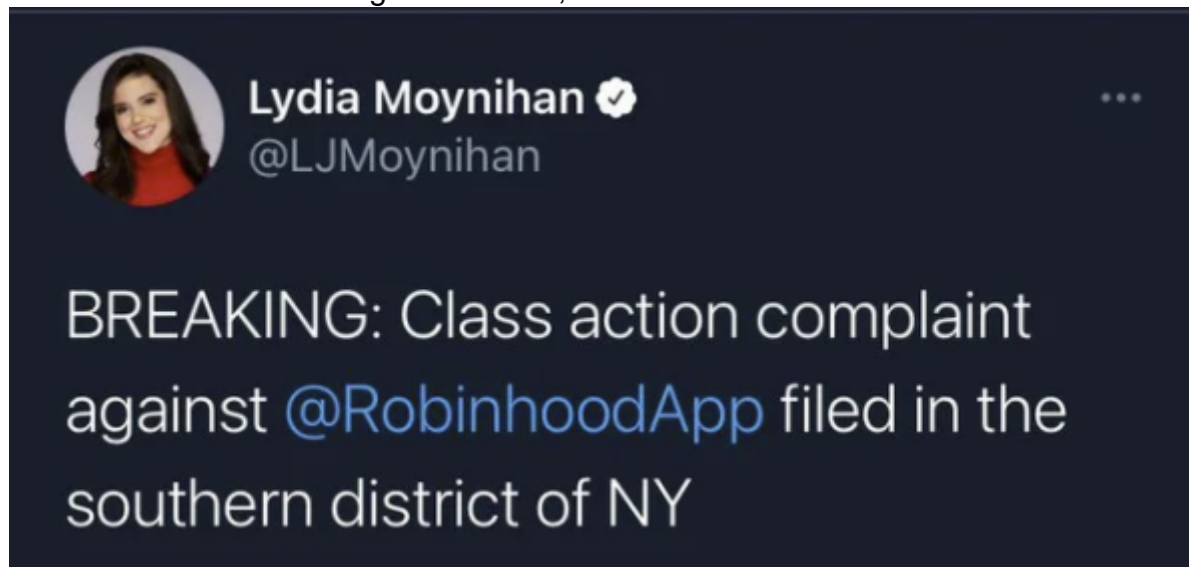 Lydia Moynihan
@LJMoynihan
BREAKING: Class action complaint
against @RobinhoodApp filed in the
southern district of NY